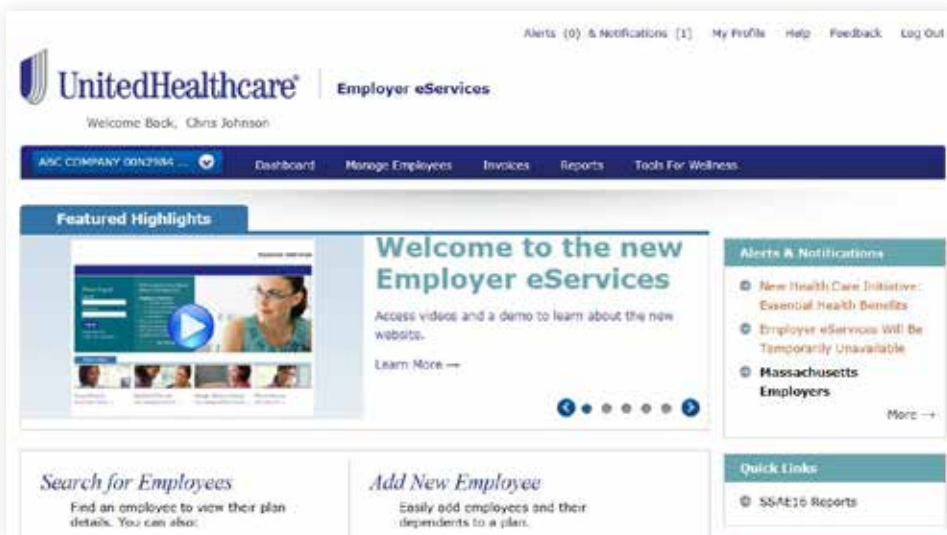 Alerts (0) & Notifications (1) My Profile Help Feedback Log Out
UnitedHealthcare® Employer eServices
Welcome Back, Chris Johnson
ABC COMPANY 00N2984 ... Dashboard Manage Employees Invoices Reports Tools For Wellness
Featured Highlights
Welcome to the new
Employer eServices
Access videos and a demo to learn about the new
website.
Learn More →
Alerts & Notifications
New Health Care Initiative:
Essential Health Benefits
Employer eServices Will Be
Temporarily Unavailable
Massachusetts
Employers
More →
Search for Employees
Find an employee to view their plan
details. You can also:
Add New Employee
Easily add employees and their
dependents to a plan.
Quick Links
SSAE16 Reports